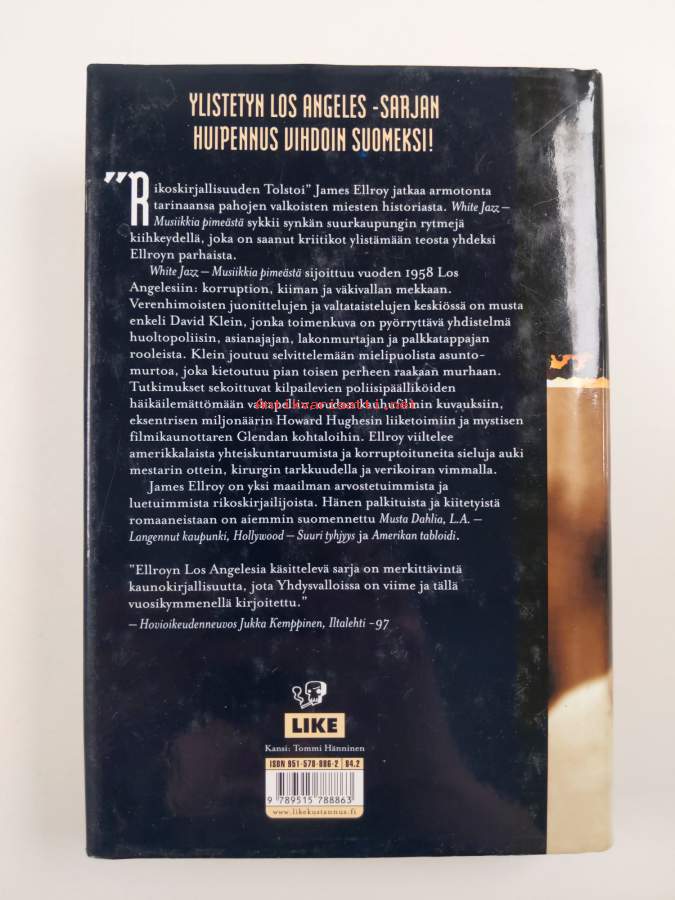 YLISTETYN LOS ANGELES -SARJAN
HUIPENNUS VIHDOIN SUOMEKSI!
"Rikoskirjallisuuden Tolstoi" James Ellroy jatkaa armotonta
tarinaansa pahojen valkoisten miesten historiasta. White Jazz –
Musiikkia pimeästä sykkii synkän suurkaupungin rytmejä
kiihkeydellä, joka on saanut kriitikot ylistämään teosta yhdeksi
Ellroyn parhaista.
White Jazz – Musiikkia pimeästä sijoittuu vuoden 1958 Los
Angelesiin: korruption, kiiman ja väkivallan mekkaan.
Verenhimoisten juonittelujen ja valtataistelujen keskiössä on musta
enkeli David Klein, jonka toimenkuva on pyörryttävä yhdistelmä
huoltopoliisin, asianajajan, lakonmurtajan ja palkkatappajan
rooleista. Klein joutuu selvittelemään mielipuolista asunto-
murtoa, joka kietoutuu pian toisen perheen raakaan murhaan.
Tutkimukset sekoittuvat kilpailevien poliisipäälliköiden
häikäilemättömään kuvauksiin,
antikvariaatti.net
eksentrisen miljonäärin Howard Hughesin liiketoimiin ja mystisen
filmikaunottaren Glendan kohtaloihin. Ellroy viiltelee
amerikkalaista yhteiskuntaruumista ja korruptoituneita sieluja auki
mestarin ottein, kirurgin tarkkuudella ja verikoiran vimmalla.
James Ellroy on yksi maailman arvostetuimmista ja
luetuimmista rikoskirjailijoista. Hänen palkituista ja kiitetyistä
romaaneistaan on aiemmin suomennettu Musta Dahlia, L.A. –
Langennut kaupunki, Hollywood – Suuri tyhjyys ja Amerikan tabloidi.
"Ellroyn Los Angelesia käsittelevä sarja on merkittävintä
kaunokirjallisuutta, jota Yhdysvalloissa on viime ja tällä
vuosikymmenellä kirjoitettu."
– Hovioikeudenneuvos Jukka Kemppinen, Iltalehti -97
LIKE
Kansi: Tommi Hänninen
ISBN 951-578-886-2 84.2
9 789515 788863
www.likekustannus.fi